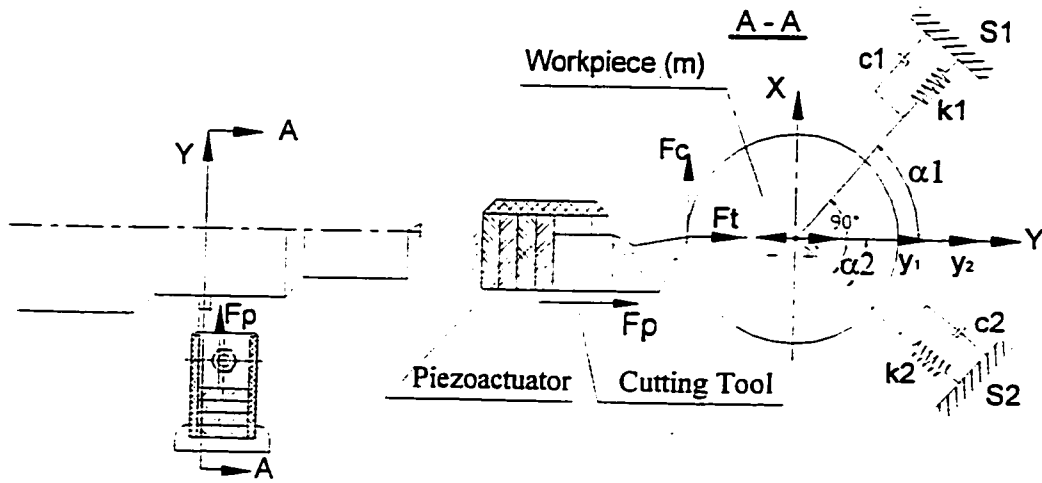 A - A
S1
c1
Workpiece (m)
k1
X
A
Y
Fc
α1
90°
Ft
Y
α2
y₁
y₂
Fp
Fp
c2
k2
Piezoactuator
Cutting Tool
S2
A